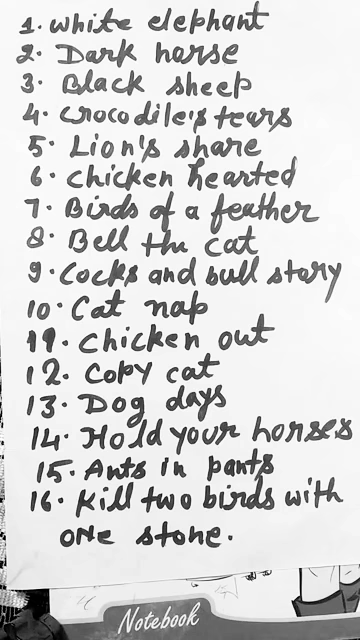 1. White elephant
2. Dark horse
3. Black sheep
4. Crocodile's tears
5. Lion's share
6. Chicken hearted
7. Birds of a feather
8. Bell the cat
9. Cocks and bull story
10. Cat nap
11. Chicken out
12. Copy cat
13. Dog days
14. Hold your horses
15. Ants in pants
16. Kill two birds with
one stone.
Notebook